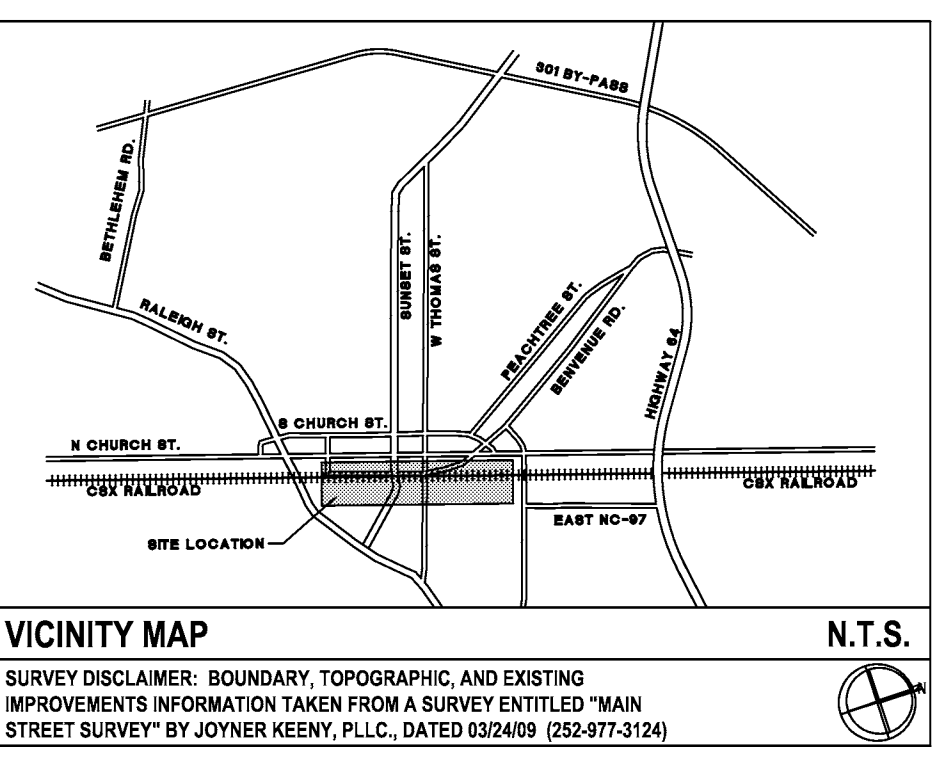 301 BY-PASS
BETHLEHEM RD.
RALEIGH ST.
SUNSET ST.
W THOMAS ST.
PEACHTREE ST.
BENVENUE RD.
HIGHWAY 64
S CHURCH ST.
N CHURCH ST.
CSX RAILROAD
CSX RAILROAD
EAST NC-97
SITE LOCATION
VICINITY MAP
N.T.S.
SURVEY DISCLAIMER: BOUNDARY, TOPOGRAPHIC, AND EXISTING
IMPROVEMENTS INFORMATION TAKEN FROM A SURVEY ENTITLED "MAIN
STREET SURVEY" BY JOYNER KEENY, PLLC., DATED 03/24/09 (252-977-3124)
N